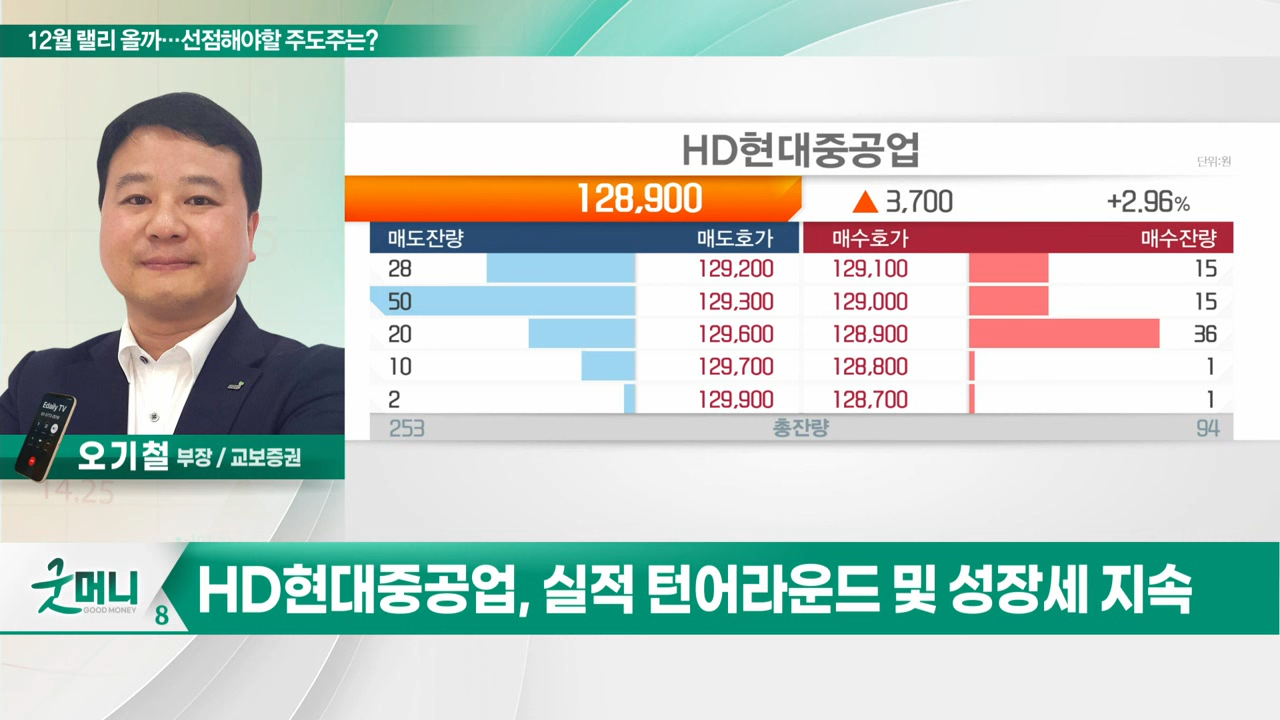 12월 랠리 올까…선점해야할 주도주는?
HD현대중공업
단위:원
128,900 ▲ 3,700 +2.96%
매도잔량 매도호가 매수호가 매수잔량
28 129,200 129,100 15
50 129,300 129,000 15
20 129,600 128,900 36
10 129,700 128,800 1
2 129,900 128,700 1
253 총잔량 94
Edaily TV
오기철 부장 / 교보증권
14.25
굿머니
GOOD MONEY
8
HD현대중공업, 실적 턴어라운드 및 성장세 지속